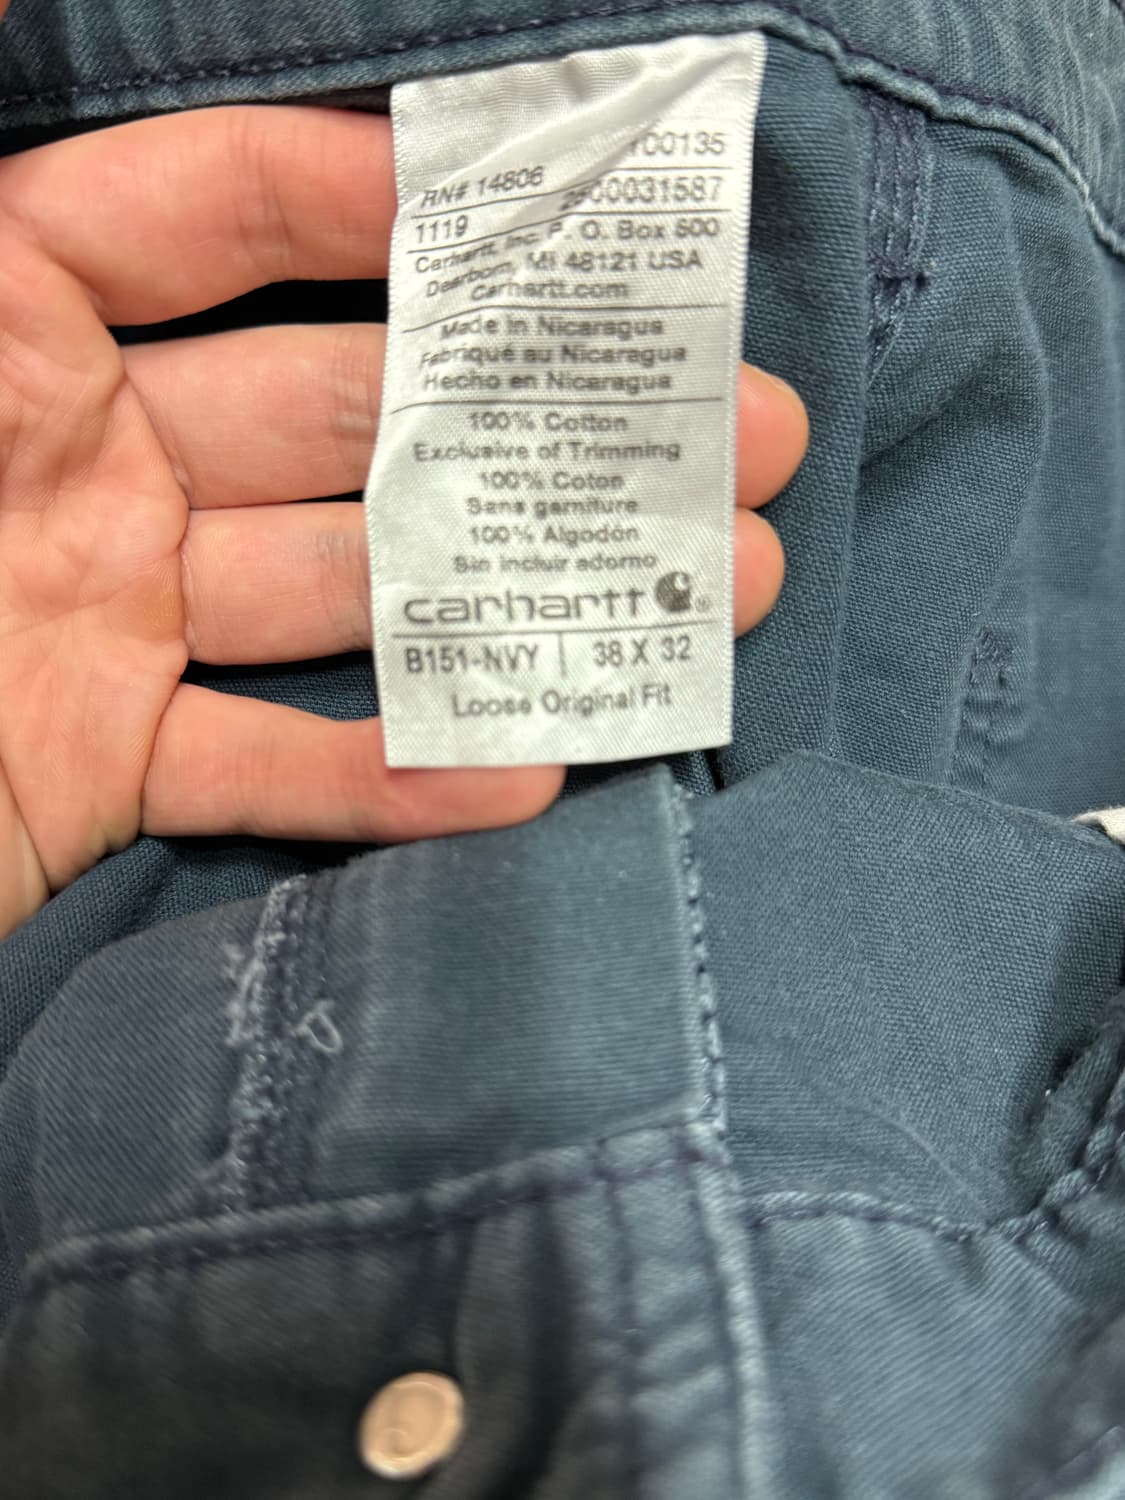 100135
RN# 14806
1119
Carhartt, Inc. P. O. Box 500
Dearborn, MI 48121 USA
Carhartt.com
Made in Nicaragua
Fabriqué au Nicaragua
Hecho en Nicaragua
100% Cotton
Exclusive of Trimming
100% Coton
Sans garniture
100% Algodón
Sin incluir adorno
carhartt ®
B151-NVY | 38 X 32
Loose Original Fit